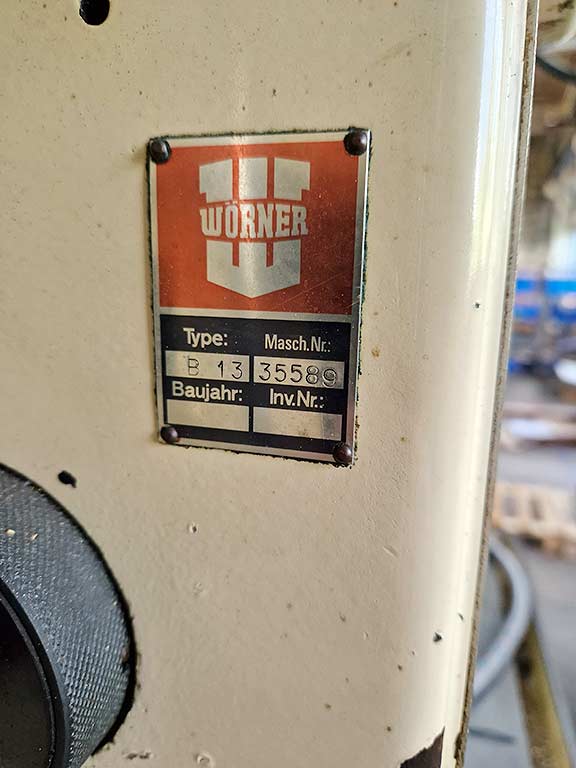 WÖRNER
Type: Masch.Nr.:
B 13 35589
Baujahr: Inv.Nr.: